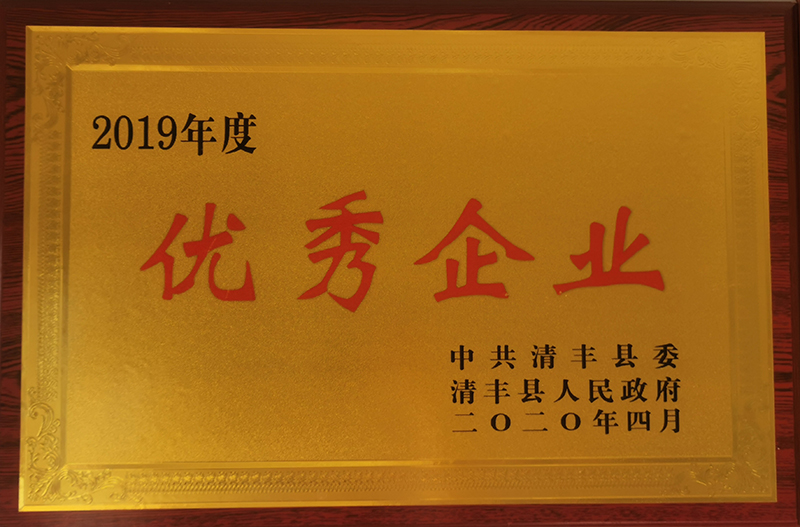 2019年度
优秀企业
中共清丰县委
清丰县人民政府
二〇二〇年四月